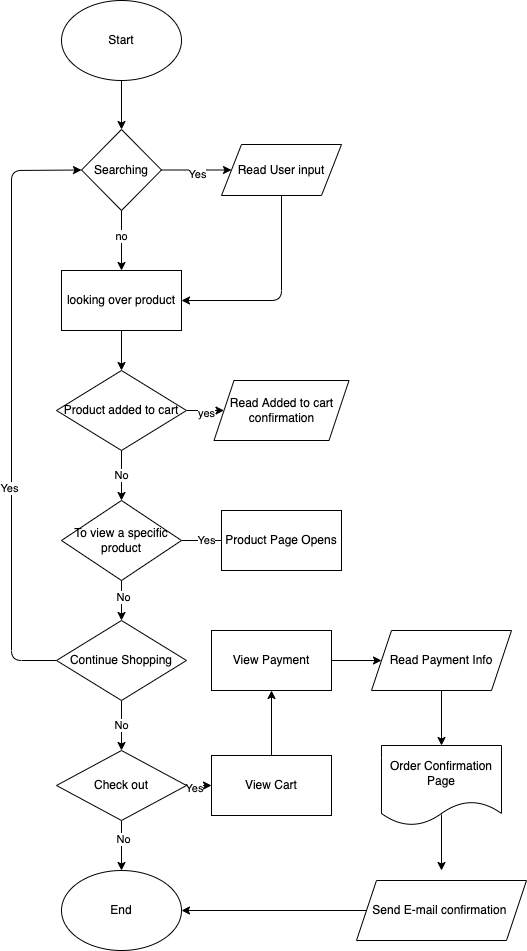 Start
Searching
Yes
Read User input
no
looking over product
Product added to cart
yes
Read Added to cart
confirmation
No
Yes
To view a specific
product
Yes
Product Page Opens
No
Continue Shopping
View Payment
Read Payment Info
No
Order Confirmation
Page
Check out
Yes
View Cart
No
End
Send E-mail confirmation